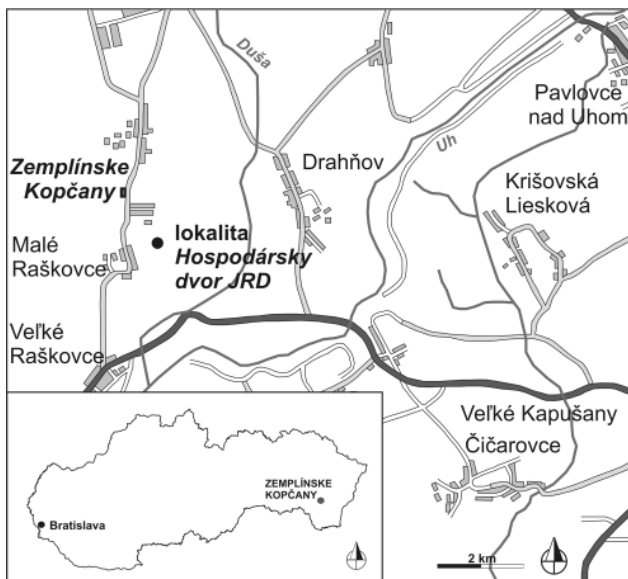 Duša
Pavlovce
nad Uhom
Uh
Drahňov
Zemplínske
Kopčany
Krišovská
Liesková
lokalita
Hospodársky
dvor JRD
Malé
Raškovce
Veľké
Raškovce
Veľké Kapušany
Čičarovce
ZEMPLÍNSKE
KOPČANY
Bratislava
2 km